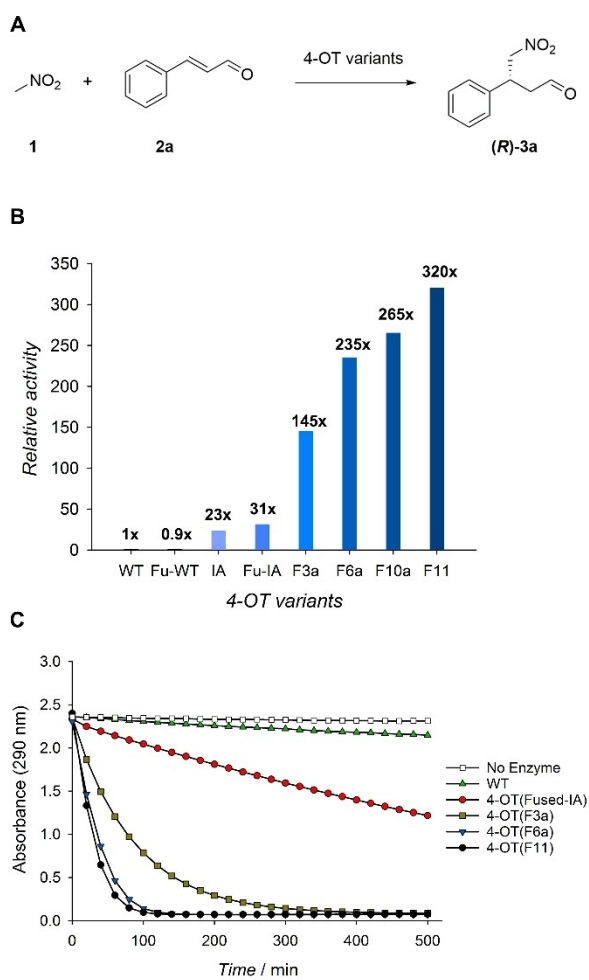 A
NO₂
NO₂ + O 4-OT variants O
1 2a (R)-3a
B
Relative activity
350
300
250
200
150
100
50
0
1x 0.9x 23x 31x 145x 235x 265x 320x
WT Fu-WT IA Fu-IA F3a F6a F10a F11
4-OT variants
C
Absorbance (290 nm)
3.0
2.5
2.0
1.5
1.0
0.5
0.0
0 100 200 300 400 500
Time / min
No Enzyme
WT
4-OT(Fused-IA)
4-OT(F3a)
4-OT(F6a)
4-OT(F11)